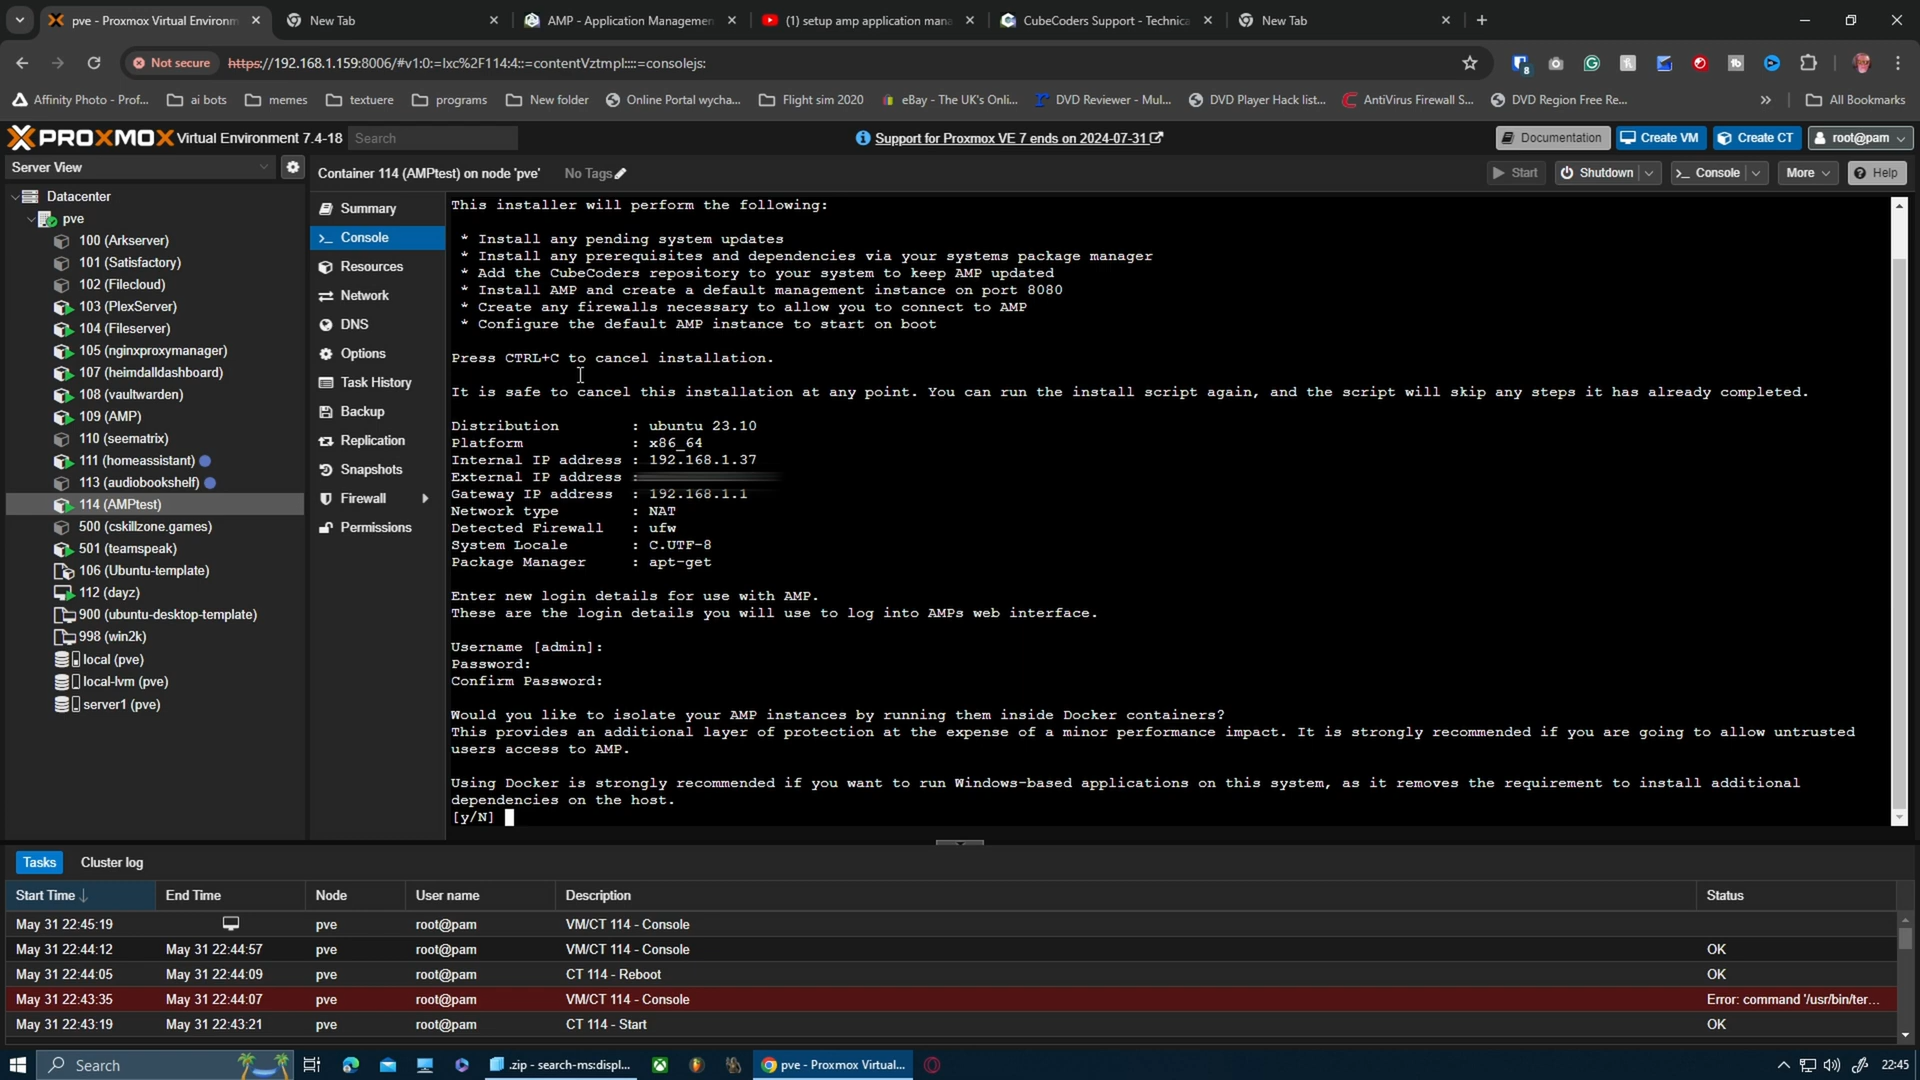 pve - Proxmox Virtual Environm
New Tab
AMP - Application Managemen
(1) setup amp application mana
CubeCoders Support - Technica
New Tab
Not secure
https://192.168.1.159:8006/#v1:0:=lxc%2F114:4::=contentVztmpl::::=consolejs:
8
Affinity Photo - Prof...
ai bots
memes
textuere
programs
New folder
Online Portal wycha...
Flight sim 2020
eBay - The UK's Onli...
DVD Reviewer - Mul...
DVD Player Hack list...
AntiVirus Firewall S...
DVD Region Free Re...
All Bookmarks
PROXMOX Virtual Environment 7.4-18
Search
Support for Proxmox VE 7 ends on 2024-07-31
Documentation
Create VM
Create CT
root@pam
Server View
Container 114 (AMPtest) on node 'pve'
No Tags
Start
Shutdown
Console
More
Help
Datacenter
pve
100 (Arkserver)
101 (Satisfactory)
102 (Filecloud)
103 (PlexServer)
104 (Fileserver)
105 (nginxproxymanager)
107 (heimdalldashboard)
108 (vaultwarden)
109 (AMP)
110 (seematrix)
111 (homeassistant)
113 (audiobookshelf)
114 (AMPtest)
500 (cskillzone.games)
501 (teamspeak)
106 (Ubuntu-template)
112 (dayz)
900 (ubuntu-desktop-template)
998 (win2k)
local (pve)
local-lvm (pve)
server1 (pve)
Summary
Console
Resources
Network
DNS
Options
Task History
Backup
Replication
Snapshots
Firewall
Permissions
This installer will perform the following:
* Install any pending system updates
* Install any prerequisites and dependencies via your systems package manager
* Add the CubeCoders repository to your system to keep AMP updated
* Install AMP and create a default management instance on port 8080
* Create any firewalls necessary to allow you to connect to AMP
* Configure the default AMP instance to start on boot
Press CTRL+C to cancel installation.
It is safe to cancel this installation at any point. You can run the install script again, and the script will skip any steps it has already completed.
Distribution : ubuntu 23.10
Platform : x86_64
Internal IP address : 192.168.1.37
External IP address :
Gateway IP address : 192.168.1.1
Network type : NAT
Detected Firewall : ufw
System Locale : C.UTF-8
Package Manager : apt-get
Enter new login details for use with AMP.
These are the login details you will use to log into AMPs web interface.
Username [admin]:
Password:
Confirm Password:
Would you like to isolate your AMP instances by running them inside Docker containers?
This provides an additional layer of protection at the expense of a minor performance impact. It is strongly recommended if you are going to allow untrusted
users access to AMP.
Using Docker is strongly recommended if you want to run Windows-based applications on this system, as it removes the requirement to install additional
dependencies on the host.
[y/N]
Tasks
Cluster log
Start Time End Time Node User name Description Status
May 31 22:45:19 pve root@pam VM/CT 114 - Console
May 31 22:44:12 May 31 22:44:57 pve root@pam VM/CT 114 - Console OK
May 31 22:44:05 May 31 22:44:09 pve root@pam CT 114 - Reboot OK
May 31 22:43:35 May 31 22:44:07 pve root@pam VM/CT 114 - Console Error: command '/usr/bin/ter...
May 31 22:43:19 May 31 22:43:21 pve root@pam CT 114 - Start OK
Search
.zip - search-ms:displ...
pve - Proxmox Virtual...
22:45